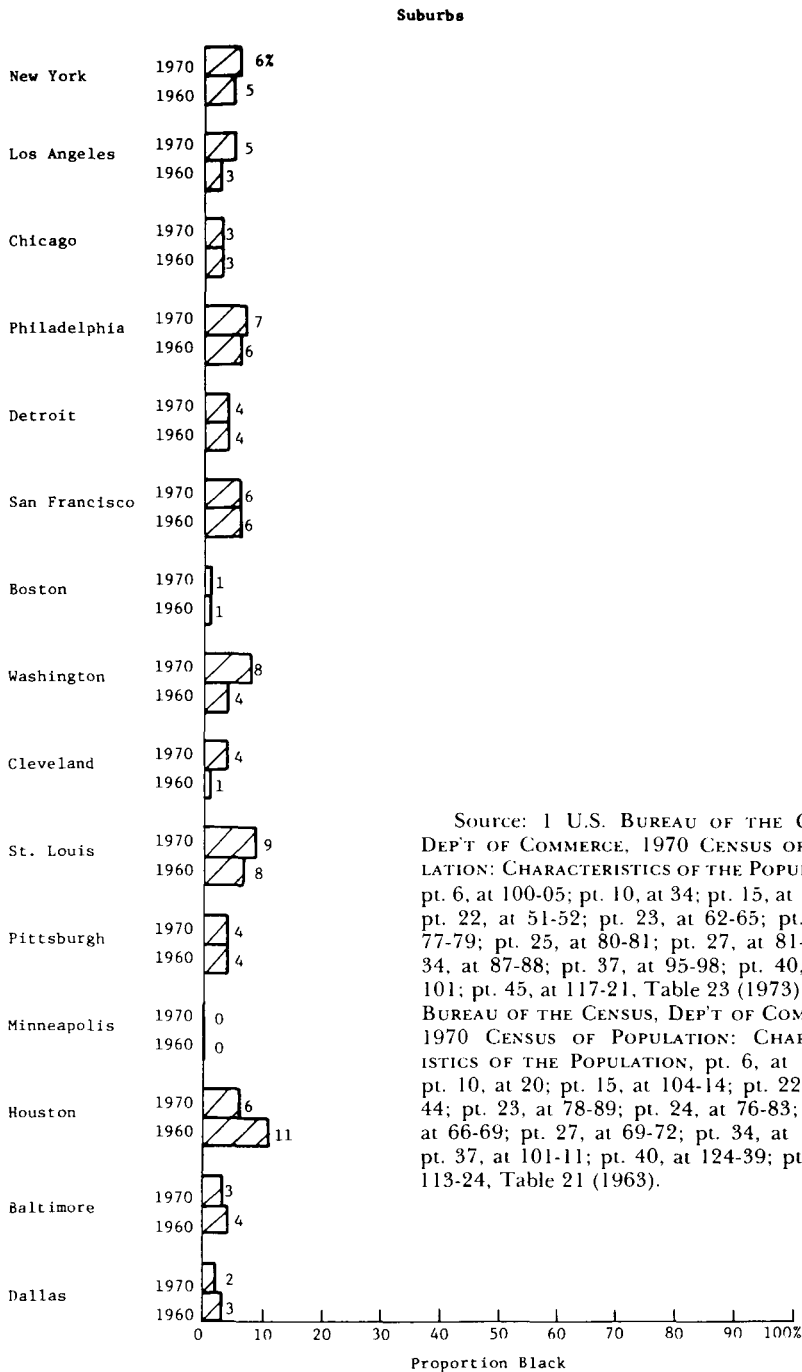 Suburbs
New York
1970 6%
1960 5
Los Angeles
1970 5
1960 3
Chicago
1970 3
1960 3
Philadelphia
1970 7
1960 6
Detroit
1970 4
1960 4
San Francisco
1970 6
1960 6
Boston
1970 1
1960 1
Washington
1970 8
1960 4
Cleveland
1970 4
1960 1
St. Louis
1970 9
1960 8
Pittsburgh
1970 4
1960 4
Minneapolis
1970 0
1960 0
Houston
1970 6
1960 11
Baltimore
1970 3
1960 4
Dallas
1970 2
1960 3
0 10 20 30 40 50 60 70 80 90 100%
Proportion Black
Source: 1 U.S. BUREAU OF THE C
DEP'T OF COMMERCE, 1970 CENSUS OF
LATION: CHARACTERISTICS OF THE POPU
pt. 6, at 100-05; pt. 10, at 34; pt. 15, at
pt. 22, at 51-52; pt. 23, at 62-65; pt.
77-79; pt. 25, at 80-81; pt. 27, at 81-
34, at 87-88; pt. 37, at 95-98; pt. 40,
101; pt. 45, at 117-21, Table 23 (1973)
BUREAU OF THE CENSUS, DEP'T OF COM
1970 CENSUS OF POPULATION: CHAR
ISTICS OF THE POPULATION, pt. 6, at
pt. 10, at 20; pt. 15, at 104-14; pt. 22
44; pt. 23, at 78-89; pt. 24, at 76-83;
at 66-69; pt. 27, at 69-72; pt. 34, at
pt. 37, at 101-11; pt. 40, at 124-39; pt
113-24, Table 21 (1963).